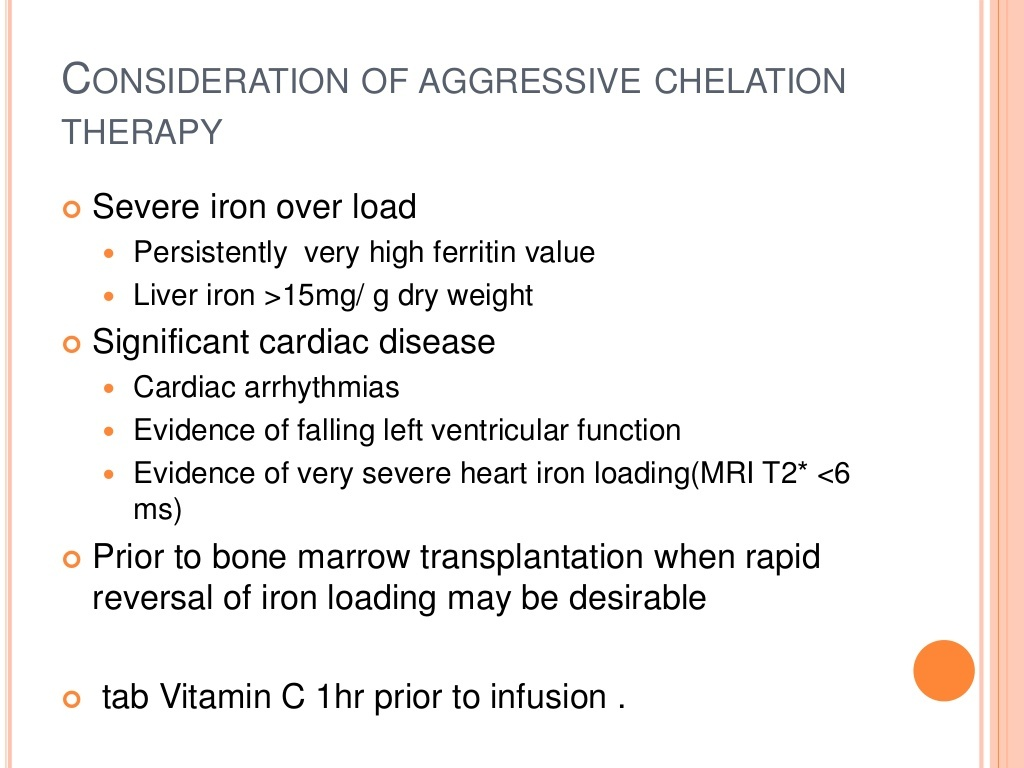 CONSIDERATION OF AGGRESSIVE CHELATION
THERAPY
Severe iron over load
Persistently  very high ferritin value
Liver iron >15mg/ g dry weight
Significant cardiac disease
Cardiac arrhythmias
Evidence of falling left ventricular function
Evidence of very severe heart iron loading(MRI T2* <6
ms)
Prior to bone marrow transplantation when rapid
reversal of iron loading may be desirable
tab Vitamin C 1hr prior to infusion .